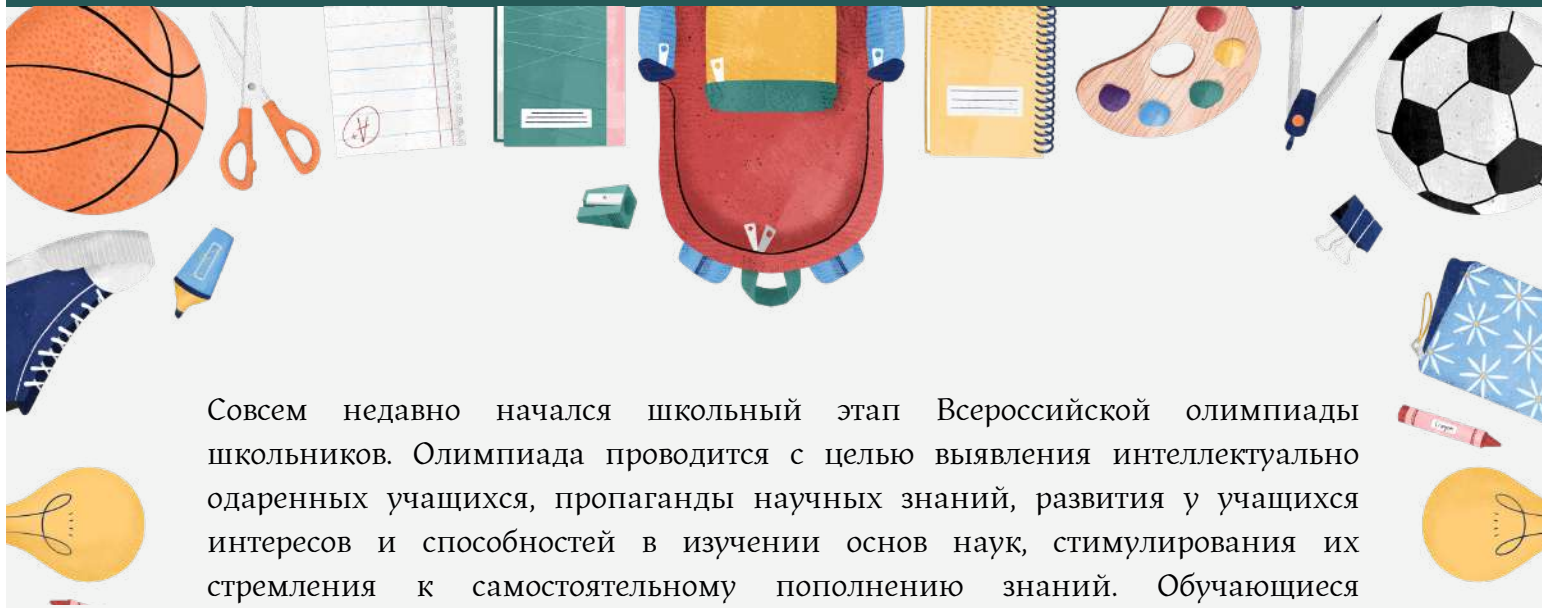 Совсем недавно начался школьный этап Всероссийской олимпиады
школьников. Олимпиада проводится с целью выявления интеллектуально
одаренных учащихся, пропаганды научных знаний, развития у учащихся
интересов и способностей в изучении основ наук, стимулирования их
стремления к самостоятельному пополнению знаний. Обучающиеся